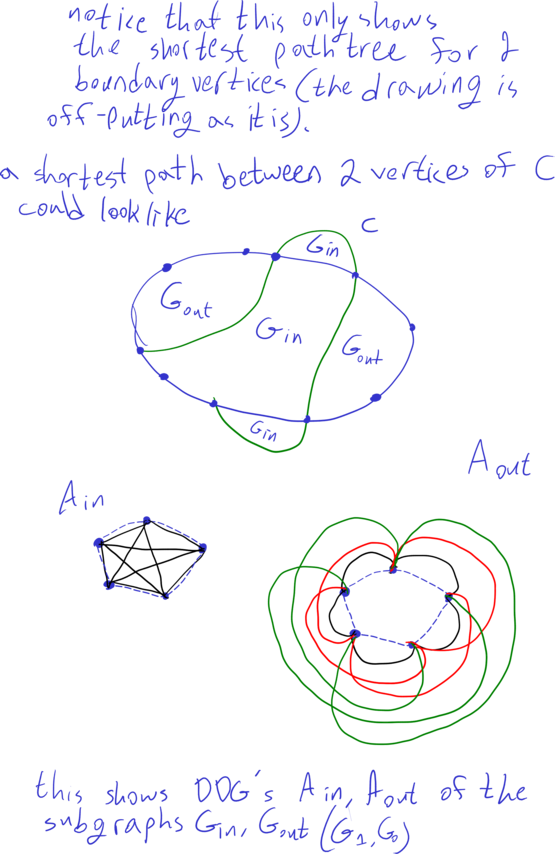 notice that this only shows
the shortest path tree for 2
boundary vertices (the drawing is
off-putting as it is).
a shortest path between 2 vertices of C
could look like
C
Gin
Gout
Gin
Gout
Gin
Aout
Ain
this shows DDG's Ain, Aout of the
subgraphs Gin, Gout (G1, G0)